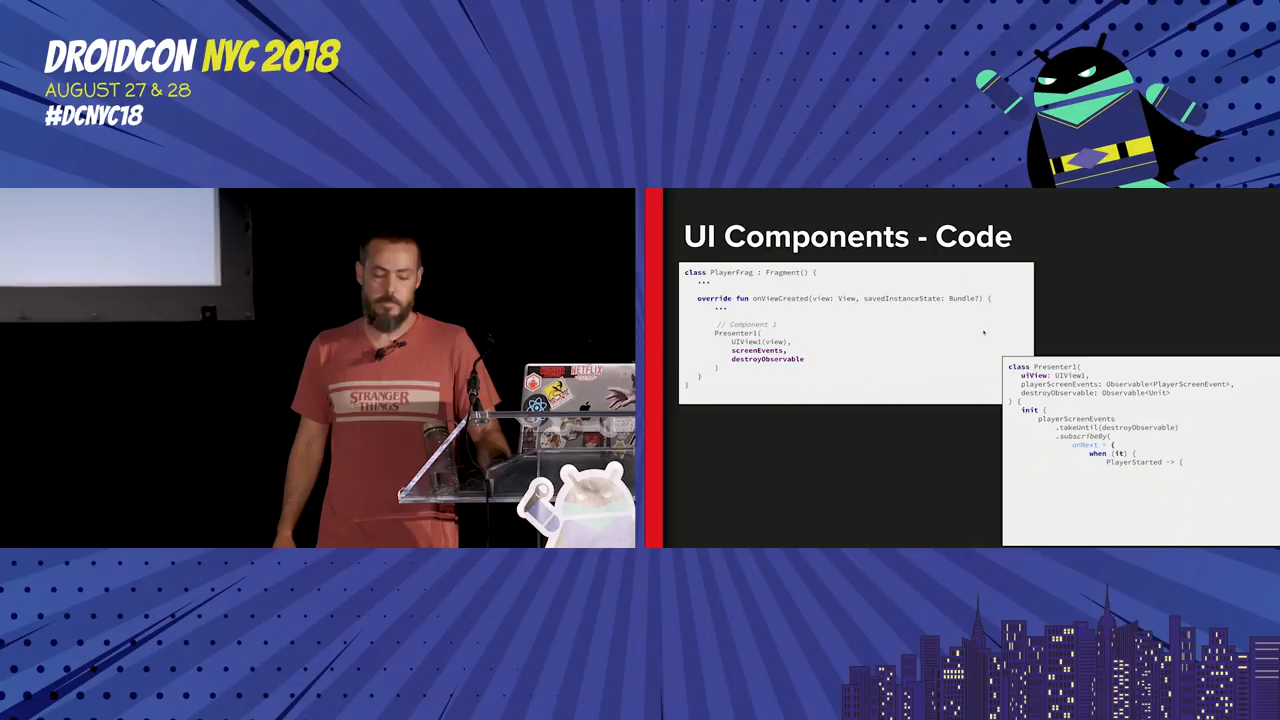 DROIDCON NYC 2018
AUGUST 27 & 28
#DCNYC18
STRANGER
THINGS
NETFLIX
UI Components - Code
class PlayerFrag : Fragment() {
...
override fun onViewCreated(view: View, savedInstanceState: Bundle?) {
...
// Component 1
Presenter1(
UIView1(view),
screenEvents,
destroyObservable
)
}
}
class Presenter1(
uiView: UIView1,
playerScreenEvents: Observable<PlayerScreenEvent>,
destroyObservable: Observable<Unit>
) {
init {
playerScreenEvents
.takeUntil(destroyObservable)
.subscribeBy(
onNext = {
when (it) {
PlayerStarted -> {